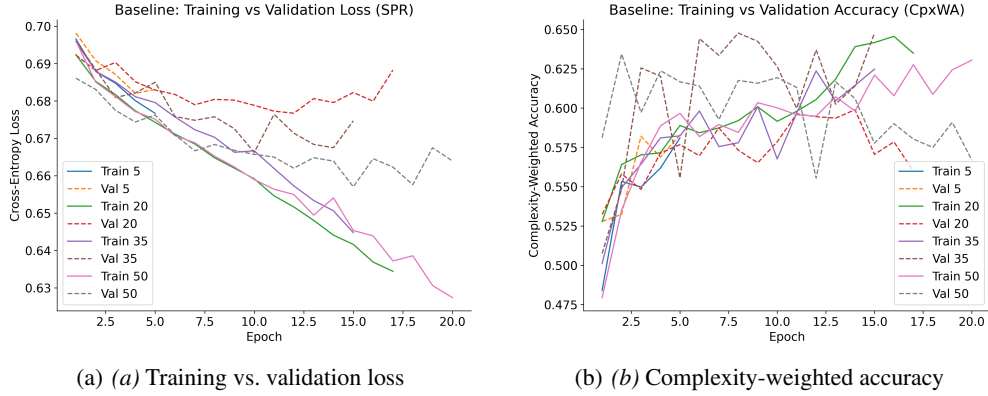 Baseline: Training vs Validation Loss (SPR)
0.70
0.69
0.68
0.67
0.66
0.65
0.64
0.63
Cross-Entropy Loss
Train 5
Val 5
Train 20
Val 20
Train 35
Val 35
Train 50
Val 50
2.5 5.0 7.5 10.0 12.5 15.0 17.5 20.0
Epoch
(a) (a) Training vs. validation loss
Baseline: Training vs Validation Accuracy (CpxWA)
0.650
0.625
0.600
0.575
0.550
0.525
0.500
0.475
Complexity-Weighted Accuracy
Train 5
Val 5
Train 20
Val 20
Train 35
Val 35
Train 50
Val 50
2.5 5.0 7.5 10.0 12.5 15.0 17.5 20.0
Epoch
(b) (b) Complexity-weighted accuracy